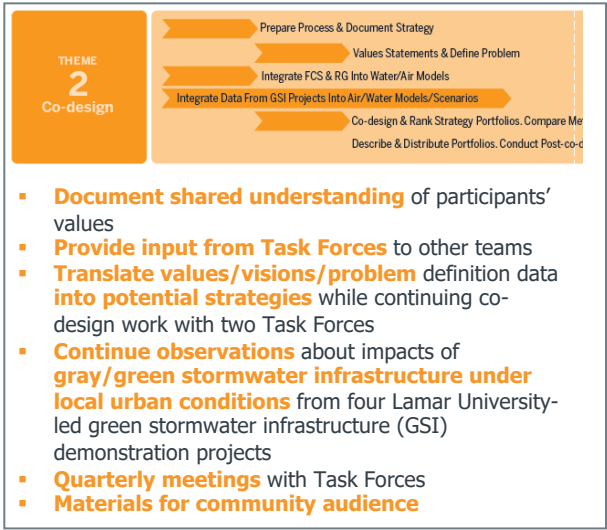 THEME
2
Co-design
Prepare Process & Document Strategy
Values Statements & Define Problem
Integrate FCS & RG Into Water/Air Models
Integrate Data From GSI Projects Into Air/Water Models/Scenarios
Co-design & Rank Strategy Portfolios. Compare
Describe & Distribute Portfolios. Conduct
▪ Document shared understanding of participants'
values
▪ Provide input from Task Forces to other teams
▪ Translate values/visions/problem definition data
into potential strategies while continuing co-
design work with two Task Forces
▪ Continue observations about impacts of
gray/green stormwater infrastructure under
local urban conditions from four Lamar University-
led green stormwater infrastructure (GSI)
demonstration projects
▪ Quarterly meetings with Task Forces
▪ Materials for community audience